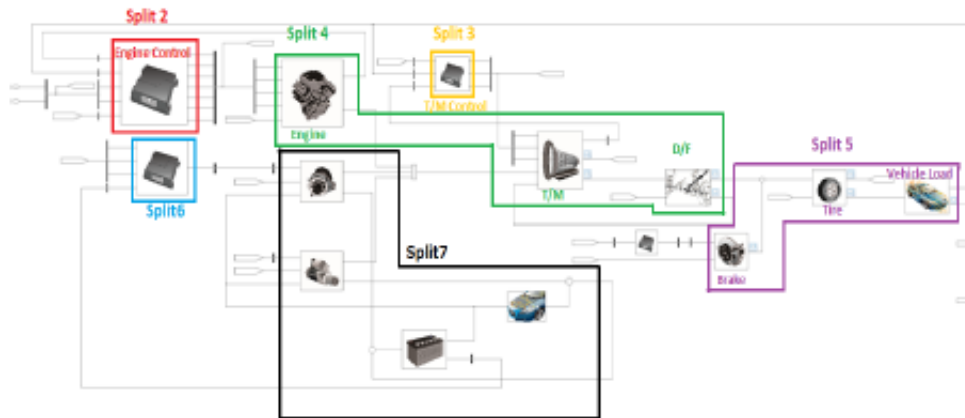 Split 2
Split 4
Split 3
Engine Control
T/M Control
Engine
D/F
Split 5
T/M
Vehicle Load
Tire
Split6
Split7
Brake